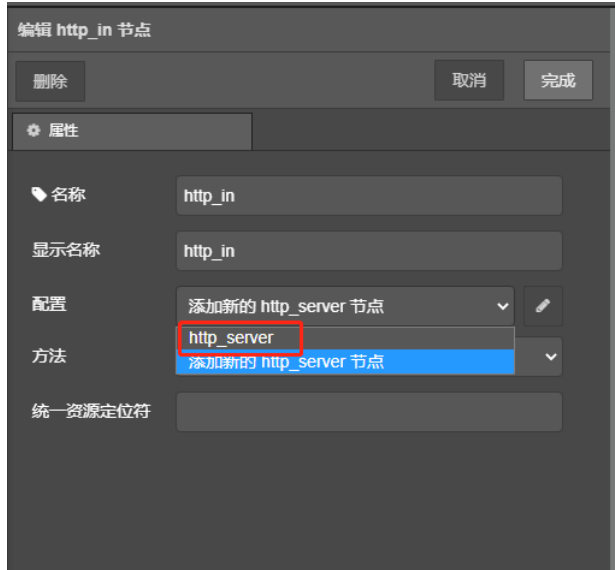 编辑 http_in 节点
删除
取消
完成
属性
名称
http_in
显示名称
http_in
配置
添加新的 http_server 节点
http_server
方法
添加新的 http_server 节点
统一资源定位符